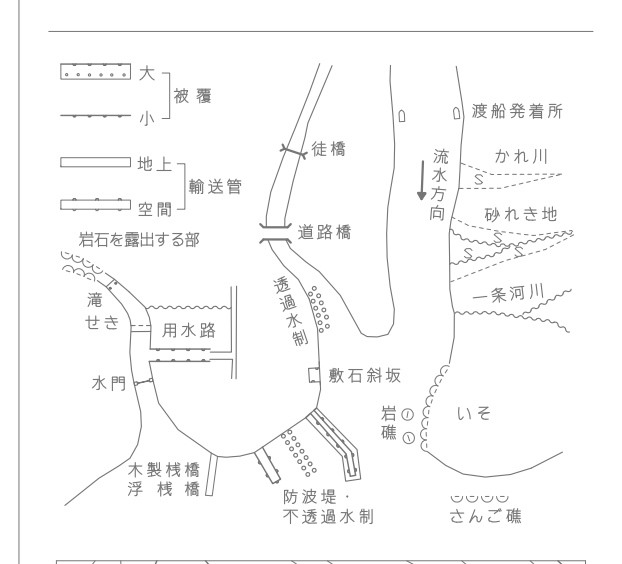 大
被覆
小
地上
輸送管
空間
岩石を露出する部
滝
せき
用水路
水門
木製桟橋
浮桟橋
徒橋
道路橋
透過水制
敷石斜坂
防波堤・
不透過水制
渡船発着所
流水方向
かれ川
S
砂れき地
S
S
S
一条河川
岩礁
いそ
さんご礁